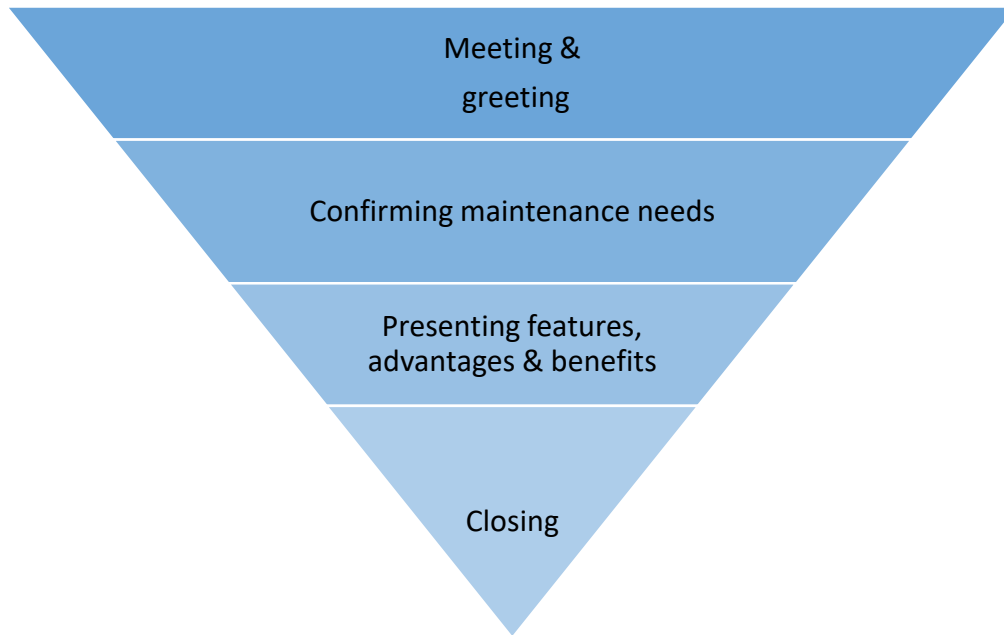 Meeting &
greeting
Confirming maintenance needs
Presenting features,
advantages & benefits
Closing